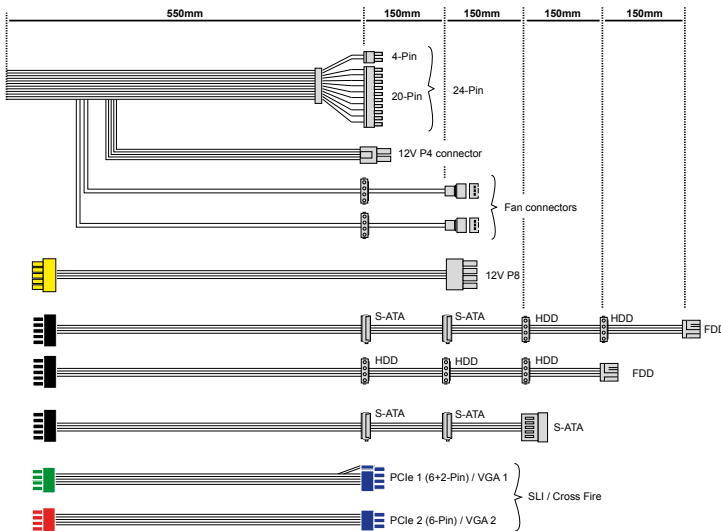 550mm 150mm 150mm 150mm 150mm
4-Pin
20-Pin
24-Pin
12V P4 connector
Fan connectors
12V P8
S-ATA S-ATA HDD HDD FDD
HDD HDD HDD FDD
S-ATA S-ATA S-ATA
PCIe 1 (6+2-Pin) / VGA 1
SLI / Cross Fire
PCIe 2 (6-Pin) / VGA 2